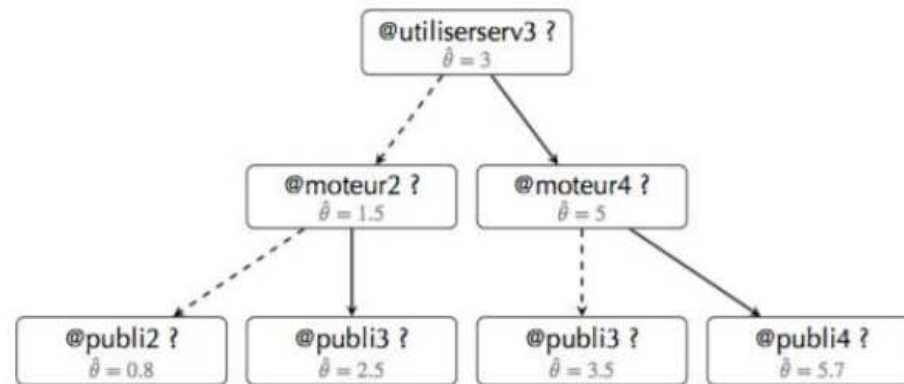 @utiliserserv3 ?
θ̂ = 3
@moteur2 ?
θ̂ = 1.5
@moteur4 ?
θ̂ = 5
@publi2 ?
θ̂ = 0.8
@publi3 ?
θ̂ = 2.5
@publi3 ?
θ̂ = 3.5
@publi4 ?
θ̂ = 5.7